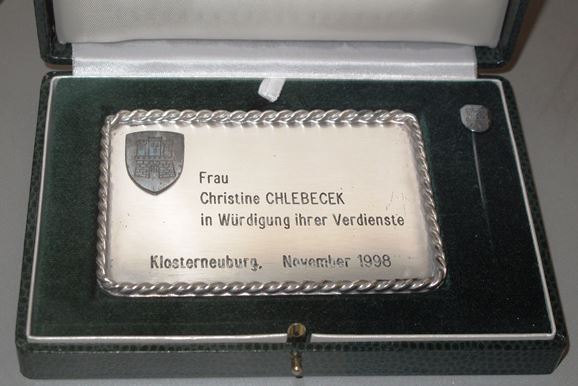 Frau
Christine CHLEBECEK
in Würdigung ihrer Verdienste
Klosterneuburg, November 1998